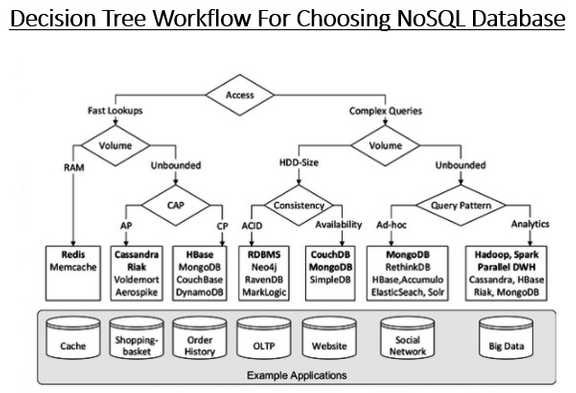 Decision Tree Workflow For Choosing NoSQL Database
Access
Fast Lookups
Complex Queries
Volume
Volume
RAM
Unbounded
HDD-Size
Unbounded
CAP
Consistency
Query Pattern
AP
CP
ACID
Availability
Ad-hoc
Analytics
Redis
Memcache
Cassandra
Riak
Voldemort
Aerospike
HBase
MongoDB
CouchBase
DynamoDB
RDBMS
Neo4j
RavenDB
MarkLogic
CouchDB
MongoDB
SimpleDB
MongoDB
RethinkDB
HBase,Accumulo
ElasticSeach, Solr
Hadoop, Spark
Parallel DWH
Cassandra, HBase
Riak, MongoDB
Cache
Shopping-
basket
Order
History
OLTP
Website
Social
Network
Big Data
Example Applications